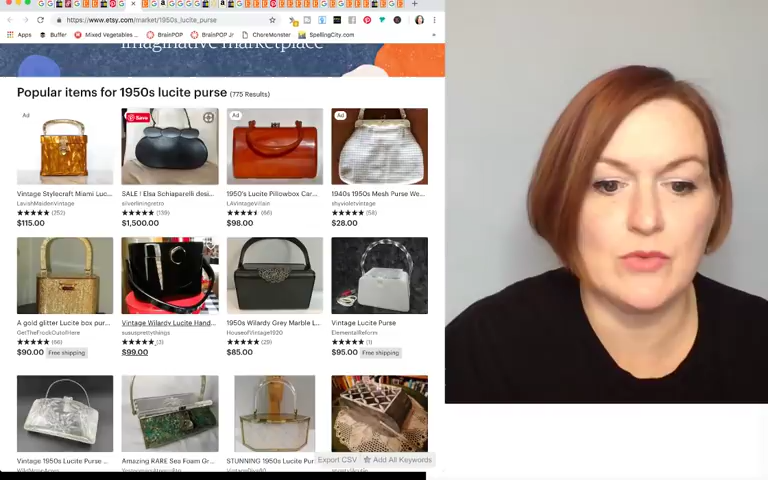 https://www.etsy.com/market/1950s_lucite_purse
Apps Buffer Mixed Vegetables ... BrainPOP BrainPOP Jr ChoreMonster SpellingCity.com
imaginative marketplace
Popular items for 1950s lucite purse (775 Results)
Ad Save Ad Ad
Vintage Stylecraft Miami Luc... SALE ! Elsa Schiaparelli desi... 1950's Lucite Pillowbox Car... 1940s 1950s Mesh Purse We...
LavishMaidenVintage silverliningretro LAVintageVillain shyvioletvintage
(252) (139) (66) (58)
$115.00 $1,500.00 $98.00 $28.00
A gold glitter Lucite box pur... Vintage Wilardy Lucite Hand... 1950s Wilardy Grey Marble L... Vintage Lucite Purse
GetTheFrockOutofHere sususprettythings HouseofVintage1920 ElementalReform
(66) (3) (29) (1)
$90.00 Free shipping $99.00 $85.00 $95.00 Free shipping
Vintage 1950s Lucite Purse ... Amazing RARE Sea Foam Gr... STUNNING 1950s Lucite Pur...
Export CSV Add All Keywords